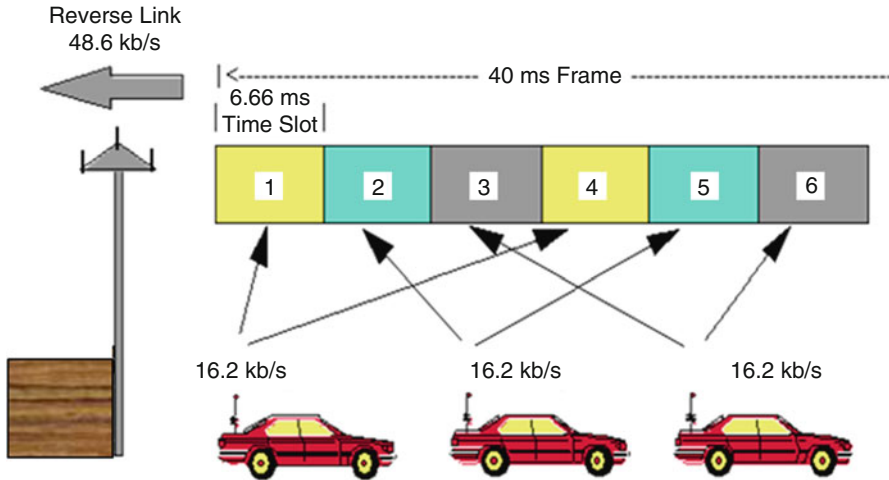 Reverse Link
48.6 kb/s
40 ms Frame
6.66 ms
Time Slot
1 2 3 4 5 6
16.2 kb/s 16.2 kb/s 16.2 kb/s